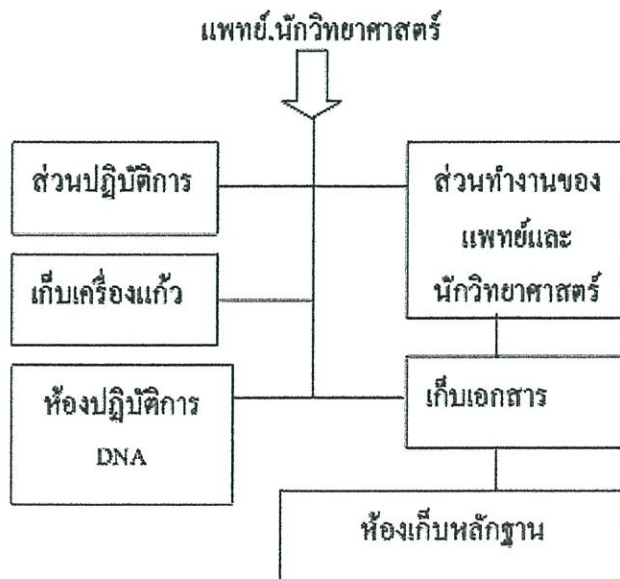 แพทย์.นักวิทยาศาสตร์
ส่วนปฏิบัติการ
ส่วนทำงานของ
แพทย์และ
นักวิทยาศาสตร์
เก็บเครื่องแก้ว
ห้องปฏิบัติการ
DNA
เก็บเอกสาร
ห้องเก็บหลักฐาน